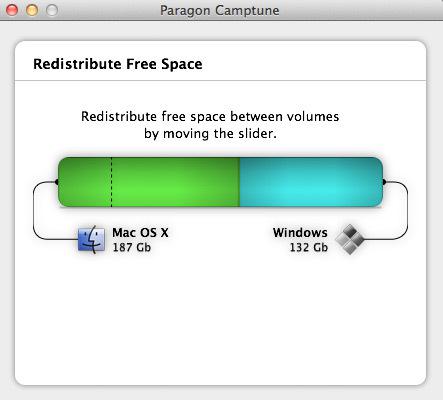 Paragon Camptune
Redistribute Free Space
Redistribute free space between volumes
by moving the slider.
Mac OS X
187 Gb
Windows
132 Gb